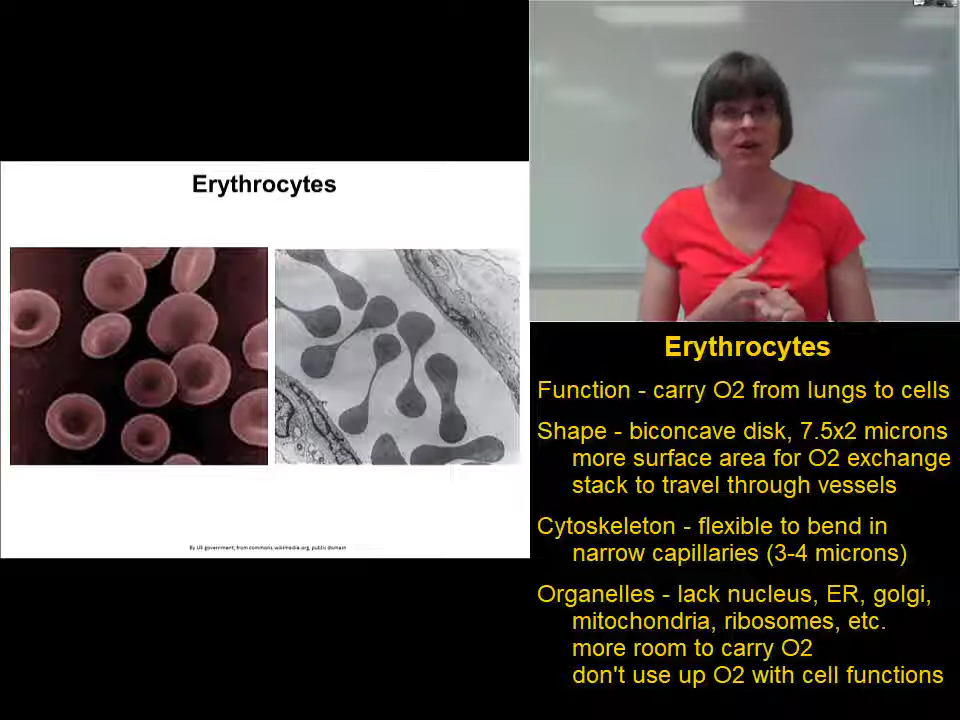 Erythrocytes
By US government, from commons.wikimedia.org, public domain
Erythrocytes
Function - carry O2 from lungs to cells
Shape - biconcave disk, 7.5x2 microns
more surface area for O2 exchange
stack to travel through vessels
Cytoskeleton - flexible to bend in
narrow capillaries (3-4 microns)
Organelles - lack nucleus, ER, golgi,
mitochondria, ribosomes, etc.
more room to carry O2
don't use up O2 with cell functions